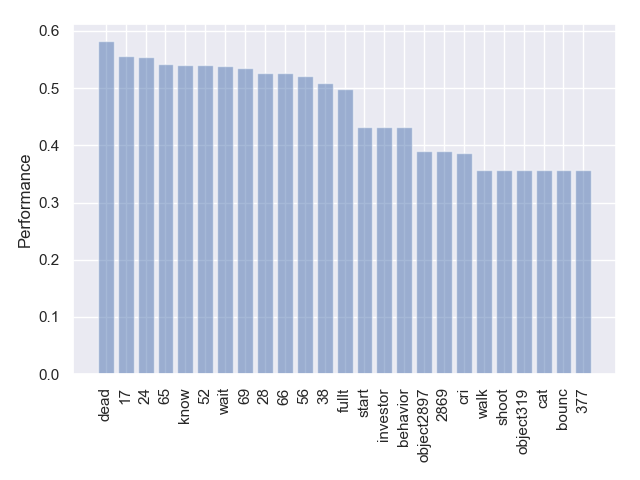 0.6
0.5
0.4
0.3
0.2
0.1
0.0
Performance
dead
17
24
65
know
52
wait
69
28
66
56
38
fullt
start
investor
behavior
object2897
2869
cri
walk
shoot
object319
cat
bounc
377